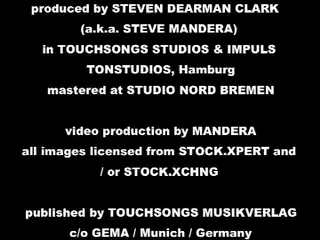 produced by STEVEN DEARMAN CLARK
(a.k.a. STEVE MANDERA)
in TOUCHSONGS STUDIOS & IMPULS
TONSTUDIOS, Hamburg
mastered at STUDIO NORD BREMEN
video production by MANDERA
all images licensed from STOCK.XPERT and
/ or STOCK.XCHNG
published by TOUCHSONGS MUSIKVERLAG
c/o GEMA / Munich / Germany